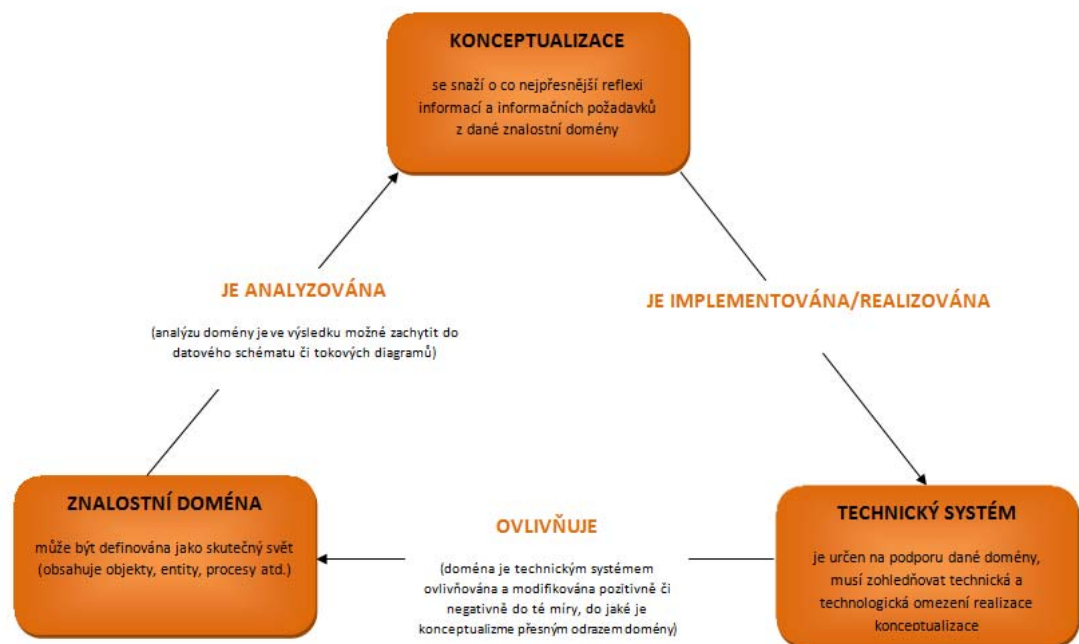 KONCEPTUALIZACE
se snaží o co nejpřesnější reflexi
informací a informačních požadavků
z dané znalostní domény
JE ANALYZOVÁNA
(analýzu domény je ve výsledku možné zachytit do
datového schématu či tokových diagramů)
JE IMPLEMENTOVÁNA/REALIZOVÁNA
ZNALOSTNÍ DOMÉNA
může být definována jako skutečný svět
(obsahuje objekty, entity, procesy atd.)
OVLIVŇUJE
(doména je technickým systémem
ovlivňována a modifikována pozitivně či
negativně do té míry, do jaké je
konceptualizme přesným odrazem domény)
TECHNICKÝ SYSTÉM
je určen na podporu dané domény,
musí zohledňovat technická a
technologická omezení realizace
konceptualizace